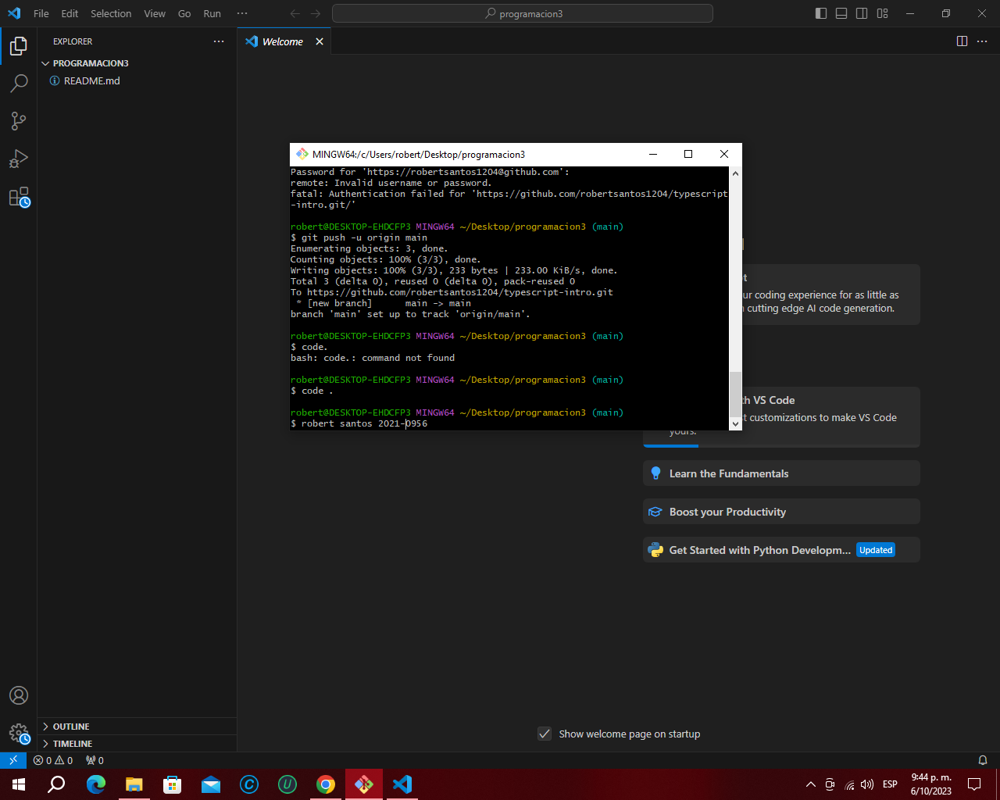 File Edit Selection View Go Run ···
programacion3
EXPLORER
Welcome
PROGRAMACION3
README.md
MINGW64:/c/Users/robert/Desktop/programacion3
Password for 'https://robertsantos1204@github.com':
remote: Invalid username or password.
fatal: Authentication failed for 'https://github.com/robertsantos1204/typescript
-intro.git/'
robert@DESKTOP-EHDCFP3 MINGW64 ~/Desktop/programacion3 (main)
$ git push -u origin main
Enumerating objects: 3, done.
Counting objects: 100% (3/3), done.
Writing objects: 100% (3/3), 233 bytes | 233.00 KiB/s, done.
Total 3 (delta 0), reused 0 (delta 0), pack-reused 0
To https://github.com/robertsantos1204/typescript-intro.git
 * [new branch]      main -> main
branch 'main' set up to track 'origin/main'.
robert@DESKTOP-EHDCFP3 MINGW64 ~/Desktop/programacion3 (main)
$ code.
bash: code.: command not found
robert@DESKTOP-EHDCFP3 MINGW64 ~/Desktop/programacion3 (main)
$ code .
robert@DESKTOP-EHDCFP3 MINGW64 ~/Desktop/programacion3 (main)
$ robert santos 2021-0956
coding experience for as little as
cutting edge AI code generation.
VS Code
customizations to make VS Code
yours.
Learn the Fundamentals
Boost your Productivity
Get Started with Python Developm... Updated
Show welcome page on startup
OUTLINE
TIMELINE
0 0 0
ESP
9:44 p. m.
6/10/2023